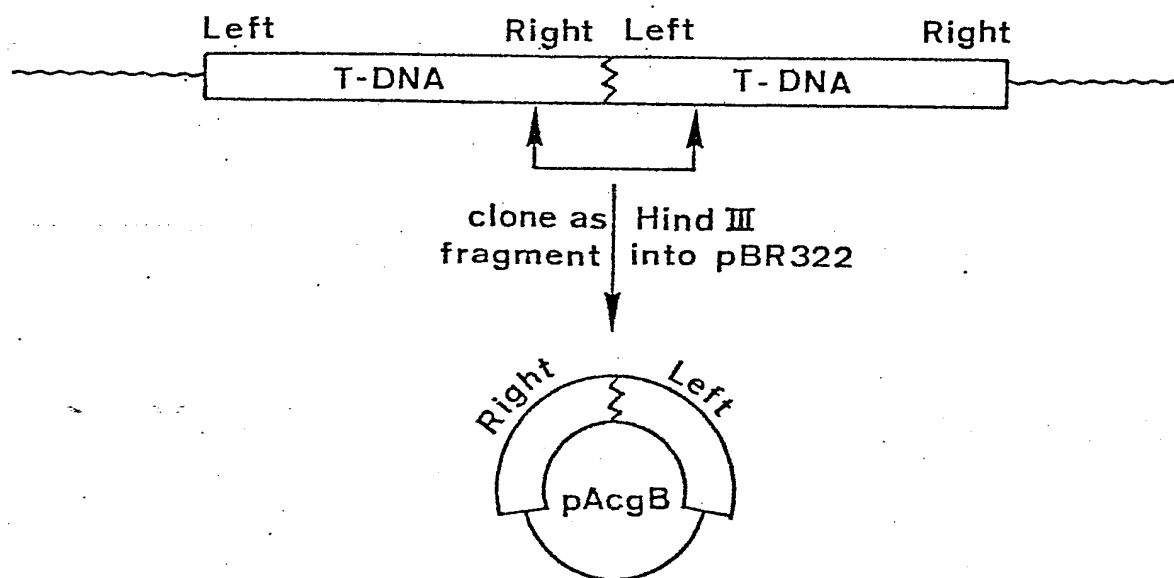 Left Right Left Right
T-DNA T-DNA
clone as Hind III
fragment into pBR322
Right Left
pAcgB